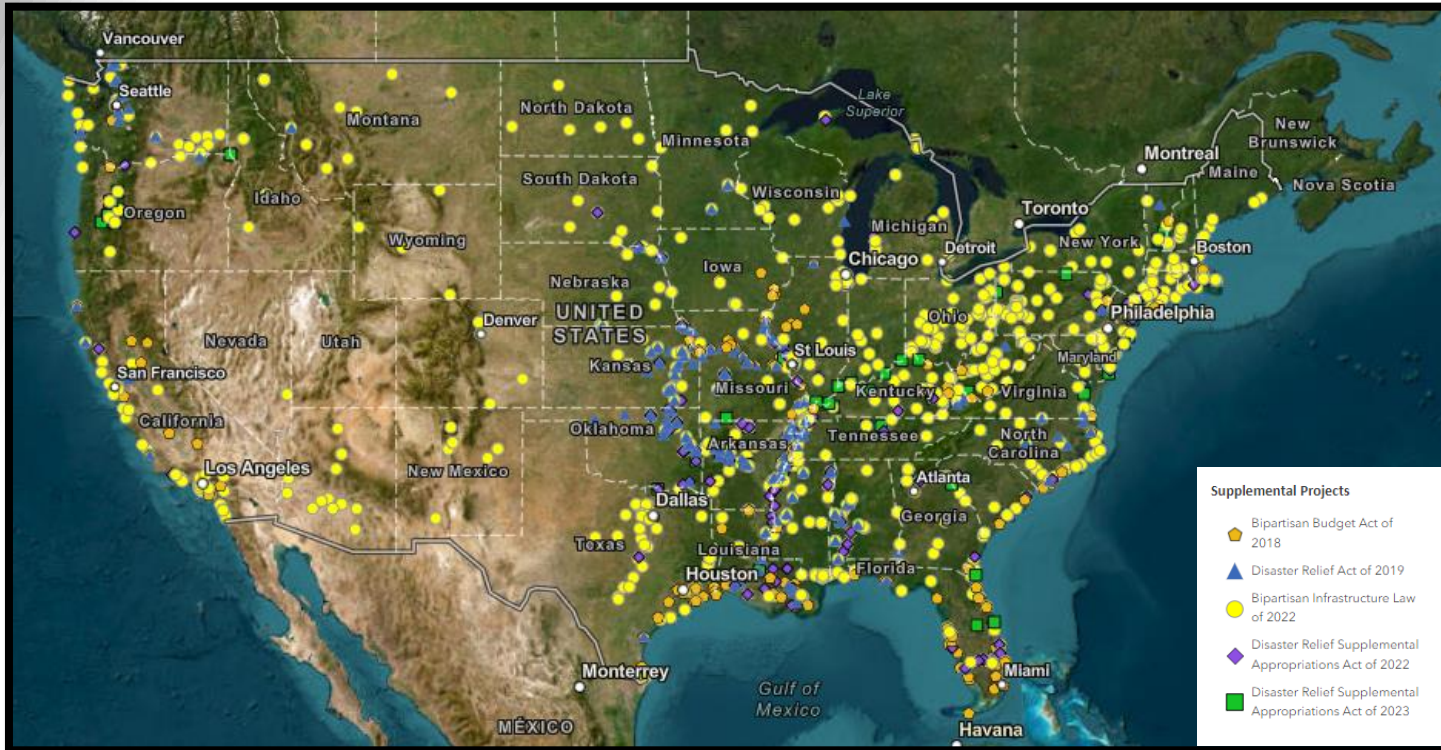 Vancouver
Seattle
Montana
North Dakota
Minnesota
Lake
Superior
Montreal
New
Brunswick
Maine
Nova Scotia
Oregon
Idaho
South Dakota
Wisconsin
Michigan
Toronto
New York
Boston
Wyoming
Iowa
Chicago
Detroit
Nebraska
Nevada
Utah
Denver
UNITED
STATES
Ohio
Philadelphia
San Francisco
Kansas
St Louis
Missouri
Kentucky
Maryland
Virginia
California
Oklahoma
Arkansas
Tennessee
North
Carolina
Los Angeles
New Mexico
Dallas
Atlanta
Georgia
Texas
Louisiana
Houston
Florida
Monterrey
Gulf of
Mexico
Miami
MÉXICO
Havana
Supplemental Projects
Bipartisan Budget Act of
2018
Disaster Relief Act of 2019
Bipartisan Infrastructure Law
of 2022
Disaster Relief Supplemental
Appropriations Act of 2022
Disaster Relief Supplemental
Appropriations Act of 2023